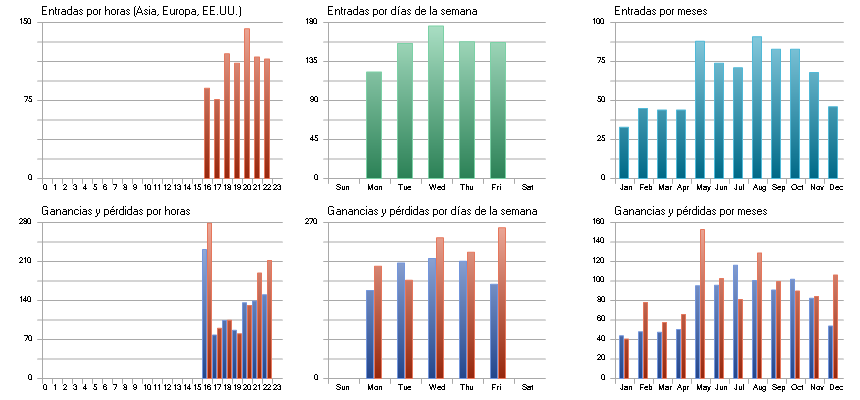 Entradas por horas (Asia, Europa, EE.UU.)
150
75
0
0 1 2 3 4 5 6 7 8 9 10 11 12 13 14 15 16 17 18 19 20 21 22 23
Entradas por días de la semana
180
135
90
45
0
Sun Mon Tue Wed Thu Fri Sat
Entradas por meses
100
75
50
25
0
Jan Feb Mar Apr May Jun Jul Aug Sep Oct Nov Dec
Ganancias y pérdidas por horas
280
210
140
70
0
0 1 2 3 4 5 6 7 8 9 10 11 12 13 14 15 16 17 18 19 20 21 22 23
Ganancias y pérdidas por días de la semana
270
0
Sun Mon Tue Wed Thu Fri Sat
Ganancias y pérdidas por meses
160
140
120
100
80
60
40
20
0
Jan Feb Mar Apr May Jun Jul Aug Sep Oct Nov Dec